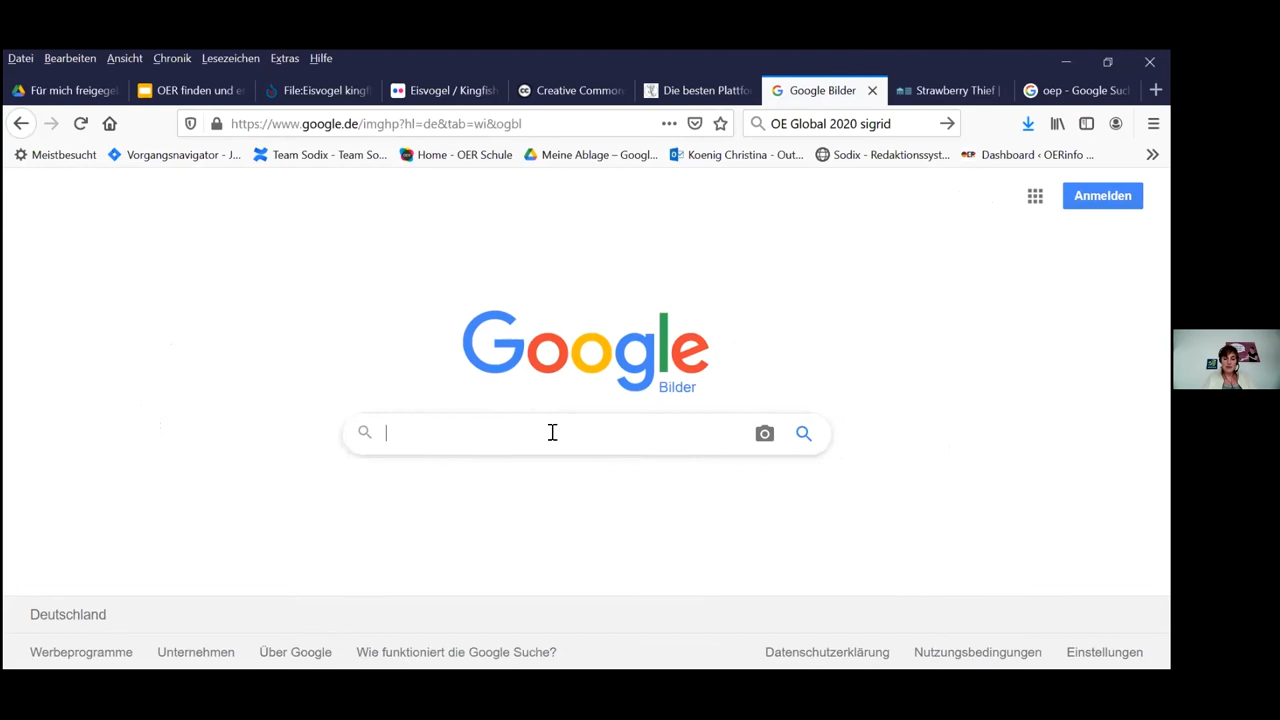 Datei Bearbeiten Ansicht Chronik Lesezeichen Extras Hilfe
Für mich freigegeb OER finden und er File:Eisvogel kingf Eisvogel / Kingfish Creative Common Die besten Plattfo Google Bilder Strawberry Thief | oep - Google Suc
https://www.google.de/imghp?hl=de&tab=wi&ogbl OE Global 2020 sigrid
Meistbesucht Vorgangsnavigator - J... Team Sodix - Team So... Home - OER Schule Meine Ablage – Googl... Koenig Christina - Out... Sodix - Redaktionssyst... Dashboard ‹ OERinfo ...
Anmelden
Google
Bilder
Deutschland
Werbeprogramme Unternehmen Über Google Wie funktioniert die Google Suche? Datenschutzerklärung Nutzungsbedingungen Einstellungen